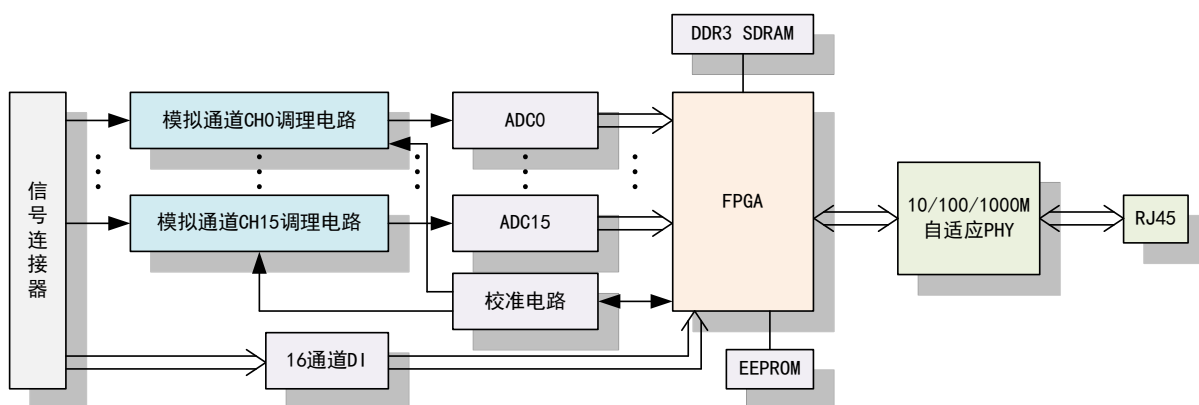 DDR3 SDRAM
信号连接器
模拟通道CH0调理电路
ADC0
模拟通道CH15调理电路
ADC15
校准电路
16通道DI
FPGA
EEPROM
10/100/1000M
自适应PHY
RJ45